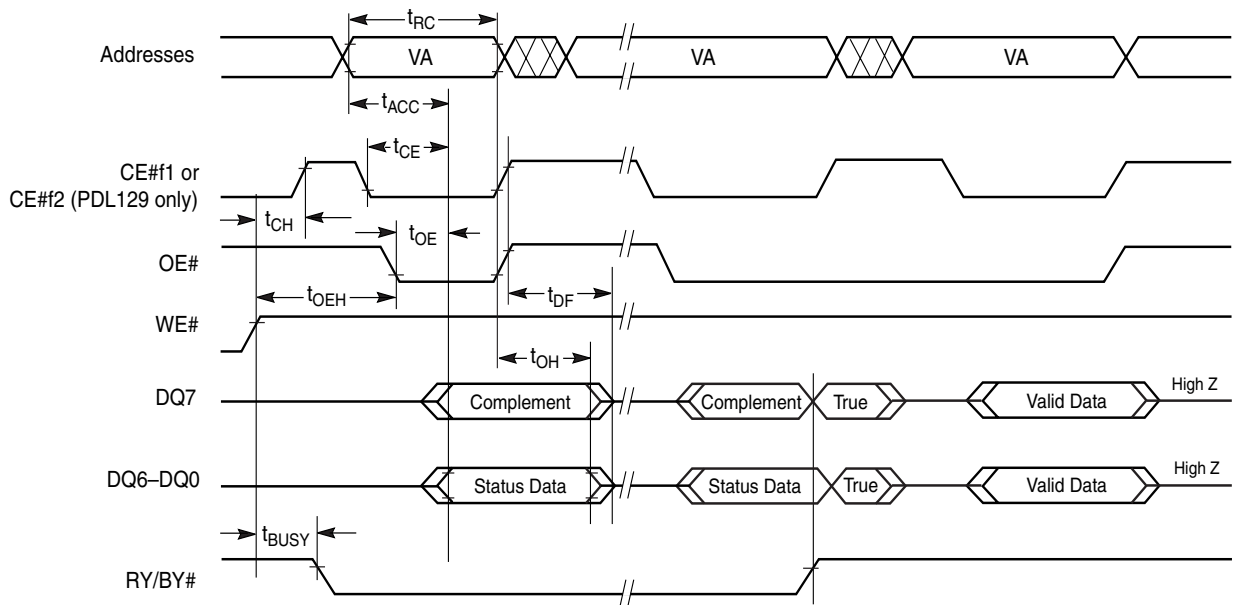 tRC
Addresses VA VA VA
tACC
tCE
CE#f1 or
CE#f2 (PDL129 only)
tCH
tOE
OE#
tOEH
tDF
WE#
tOH
DQ7 Complement Complement True Valid Data High Z
DQ6–DQ0 Status Data Status Data True Valid Data High Z
tBUSY
RY/BY#